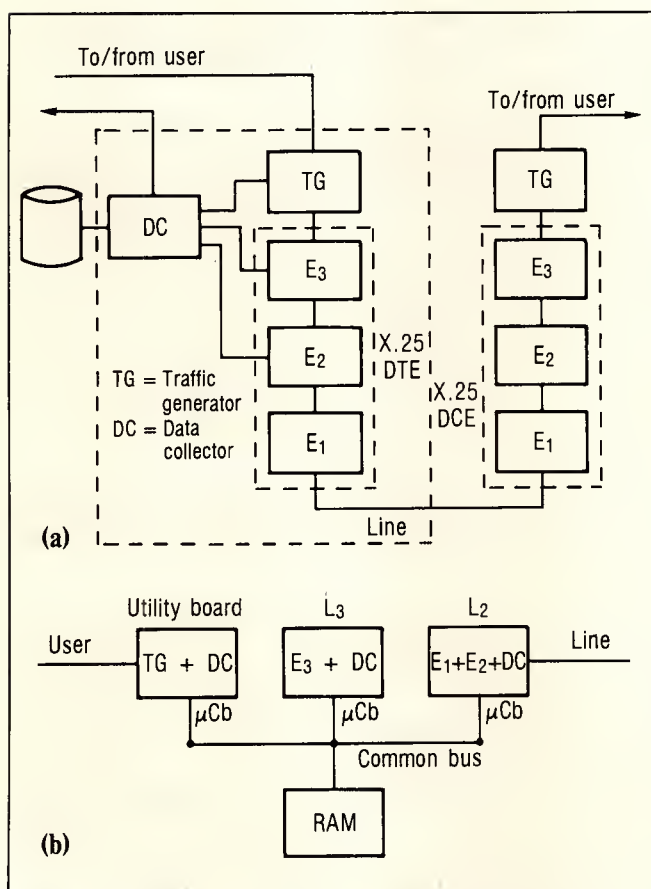 To/from user
To/from user
TG
TG
DC
E3
E3
X.25
DTE
E2
E2
X.25
DCE
TG = Traffic
generator
DC = Data
collector
E1
E1
Line
(a)
Utility board
L3
L2
User
Line
TG + DC
E3 + DC
E1+E2+DC
μCb
μCb
μCb
Common bus
RAM
(b)